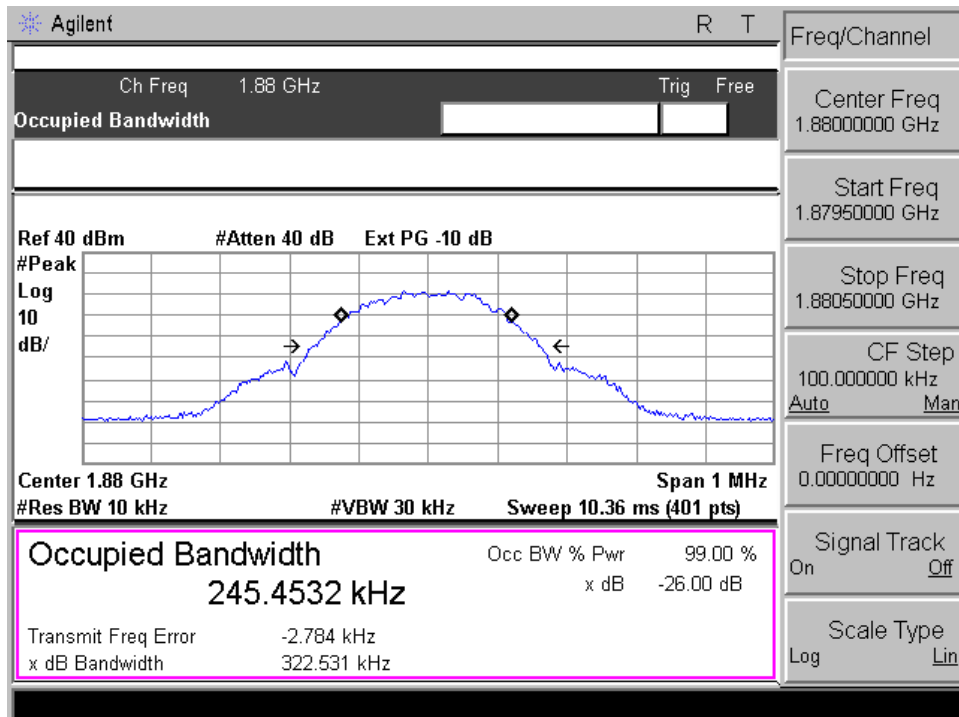 Agilent R T
Ch Freq 1.88 GHz Trig Free
Occupied Bandwidth
Ref 40 dBm #Atten 40 dB Ext PG -10 dB
#Peak
Log
10
dB/
Center 1.88 GHz Span 1 MHz
#Res BW 10 kHz #VBW 30 kHz Sweep 10.36 ms (401 pts)
Occupied Bandwidth Occ BW % Pwr 99.00 %
245.4532 kHz x dB -26.00 dB
Transmit Freq Error -2.784 kHz
x dB Bandwidth 322.531 kHz
Freq/Channel
Center Freq
1.88000000 GHz
Start Freq
1.87950000 GHz
Stop Freq
1.88050000 GHz
CF Step
100.000000 kHz
Auto Man
Freq Offset
0.00000000 Hz
Signal Track
On Off
Scale Type
Log Lin